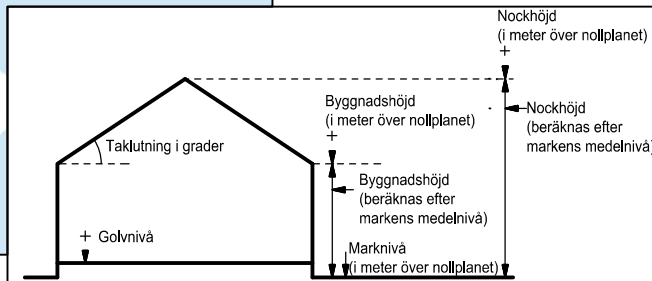 Nockhöjd
(i meter över nollplanet)
+
Byggnadshöjd
(i meter över nollplanet)
+
Nockhöjd
(beräknas efter
markens medelnivå)
Taklutning i grader
Byggnadshöjd
(beräknas efter
markens medelnivå)
+ Golvnivå
Marknivå
(i meter över nollplanet)